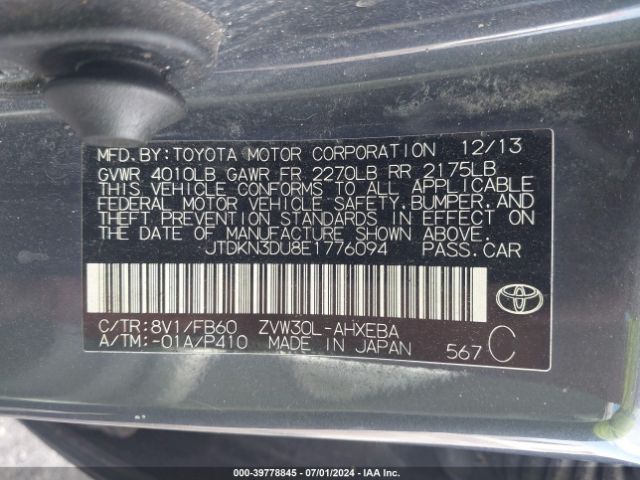 MFD.BY:TOYOTA MOTOR CORPORATION 12/13
GVWR 4010LB GAWR FR 2270LB RR 2175LB
THIS VEHICLE CONFORMS TO ALL APPLICABLE
FEDERAL MOTOR VEHICLE SAFETY,BUMPER,AND
THEFT PREVENTION STANDARDS IN EFFECT ON
THE DATE OF MANUFACTURE SHOWN ABOVE.
JTDKN3DU8E1776094 PASS.CAR
C/TR:8V1/FB60 ZVW30L-AHXEBA
A/TM:-01A/P410 MADE IN JAPAN 567 C
000-39778845 / 07/01/2024 / IAA Inc.